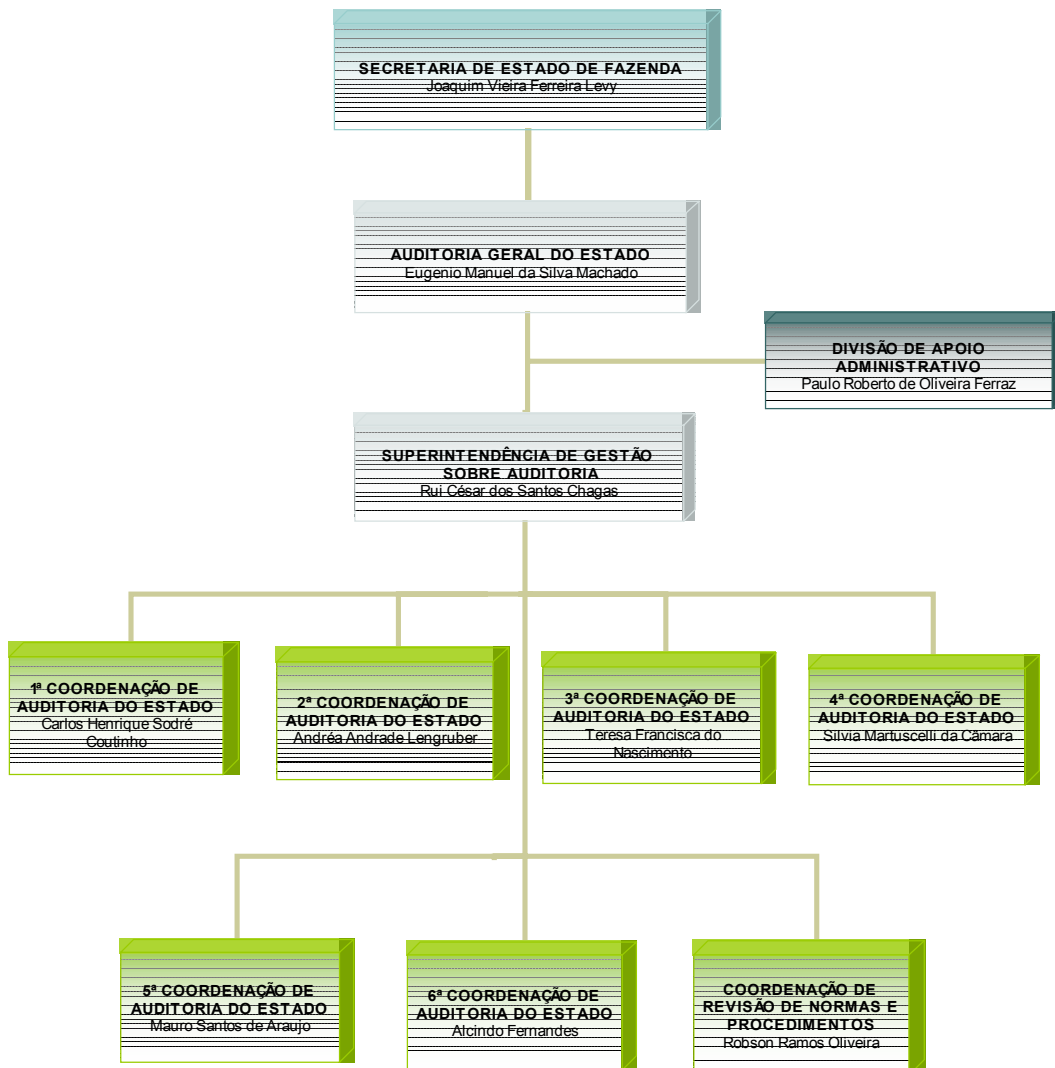 SECRETARIA DE ESTADO DE FAZENDA
Joaquim Vieira Ferreira Levy
AUDITORIA GERAL DO ESTADO
Eugenio Manuel da Silva Machado
DIVISÃO DE APOIO
ADMINISTRATIVO
Paulo Roberto de Oliveira Ferraz
SUPERINTENDÊNCIA DE GESTÃO
SOBRE AUDITORIA
Rui César dos Santos Chagas
1ª COORDENAÇÃO DE
AUDITORIA DO ESTADO
Carlos Henrique Sodré
Coutinho
2ª COORDENAÇÃO DE
AUDITORIA DO ESTADO
Andréa Andrade Lengruber
3ª COORDENAÇÃO DE
AUDITORIA DO ESTADO
Teresa Francisca do
Nascimento
4ª COORDENAÇÃO DE
AUDITORIA DO ESTADO
Silvia Martuscelli da Câmara
5ª COORDENAÇÃO DE
AUDITORIA DO ESTADO
Mauro Santos de Araujo
6ª COORDENAÇÃO DE
AUDITORIA DO ESTADO
Alcindo Fernandes
COORDENAÇÃO DE
REVISÃO DE NORMAS E
PROCEDIMENTOS
Robson Ramos Oliveira